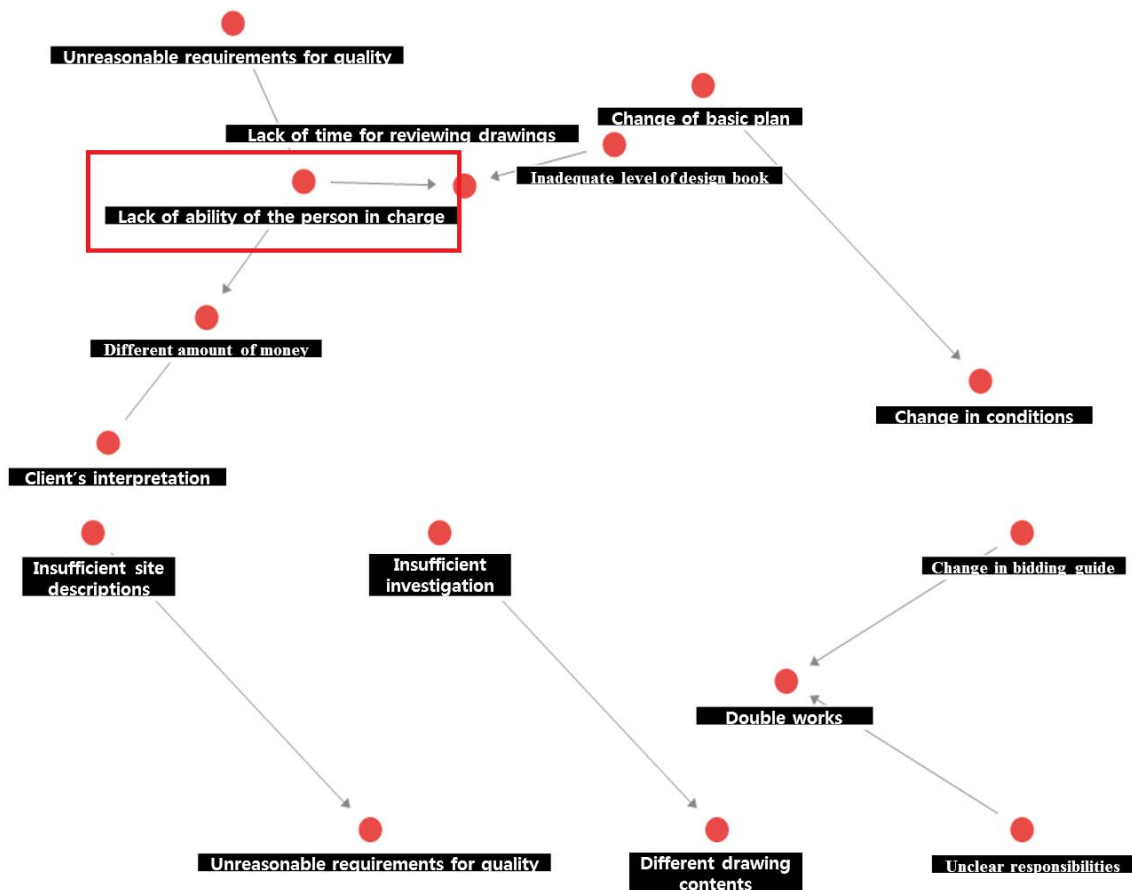 Unreasonable requirements for quality
Change of basic plan
Lack of time for reviewing drawings
Inadequate level of design book
Lack of ability of the person in charge
Different amount of money
Change in conditions
Client's interpretation
Insufficient site
descriptions
Insufficient
investigation
Change in bidding guide
Double works
Unreasonable requirements for quality
Different drawing
contents
Unclear responsibilities